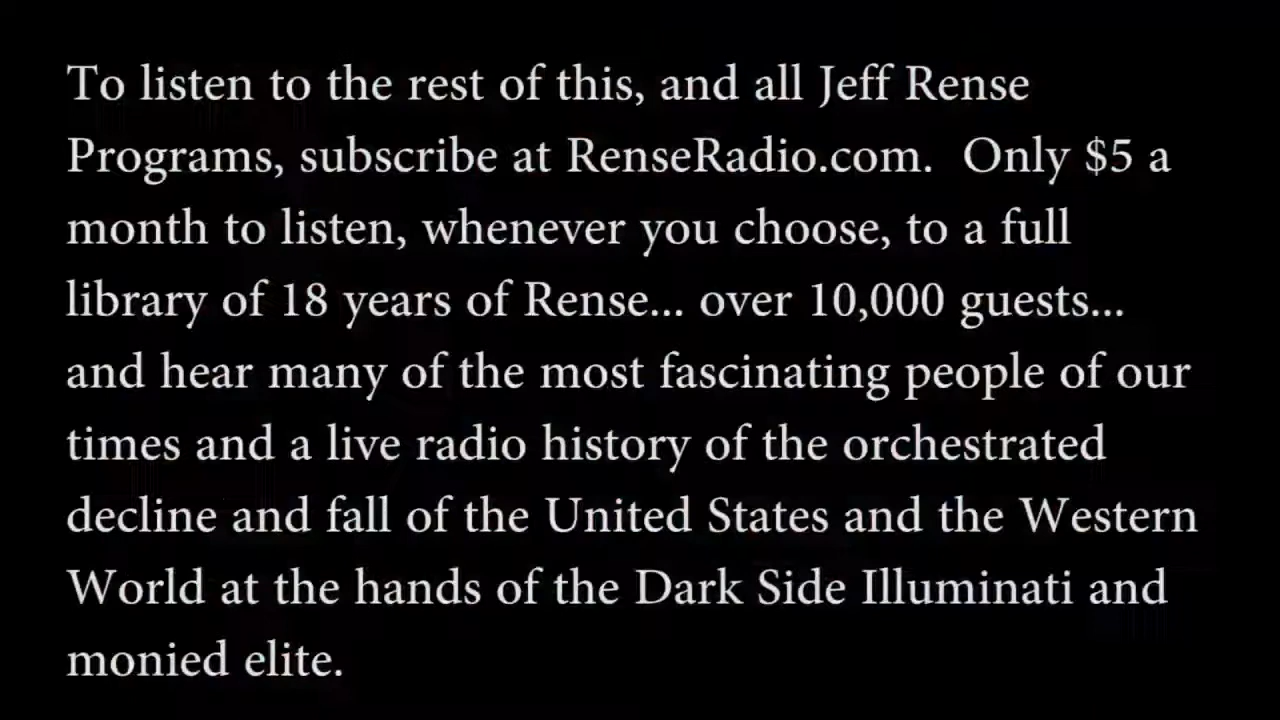 To listen to the rest of this, and all Jeff Rense
Programs, subscribe at RenseRadio.com.  Only $5 a
month to listen, whenever you choose, to a full
library of 18 years of Rense... over 10,000 guests...
and hear many of the most fascinating people of our
times and a live radio history of the orchestrated
decline and fall of the United States and the Western
World at the hands of the Dark Side Illuminati and
monied elite.